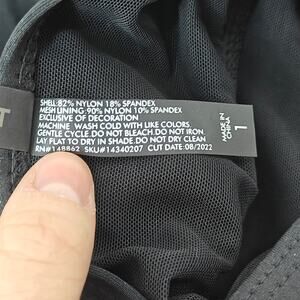 SHELL:82% NYLON 18% SPANDEX
MESH LINING: 90% NYLON 10% SPANDEX
EXCLUSIVE OF DECORATION
MACHINE WASH COLD WITH LIKE COLORS
GENTLE CYCLE.DO NOT BLEACH.DO NOT IRON
LAY FLAT TO DRY IN SHADE.DO NOT DRY CLEAN
RN#148862 SKU#14340207 CUT DATE:08/2022
MADE IN
CHINA
1
T